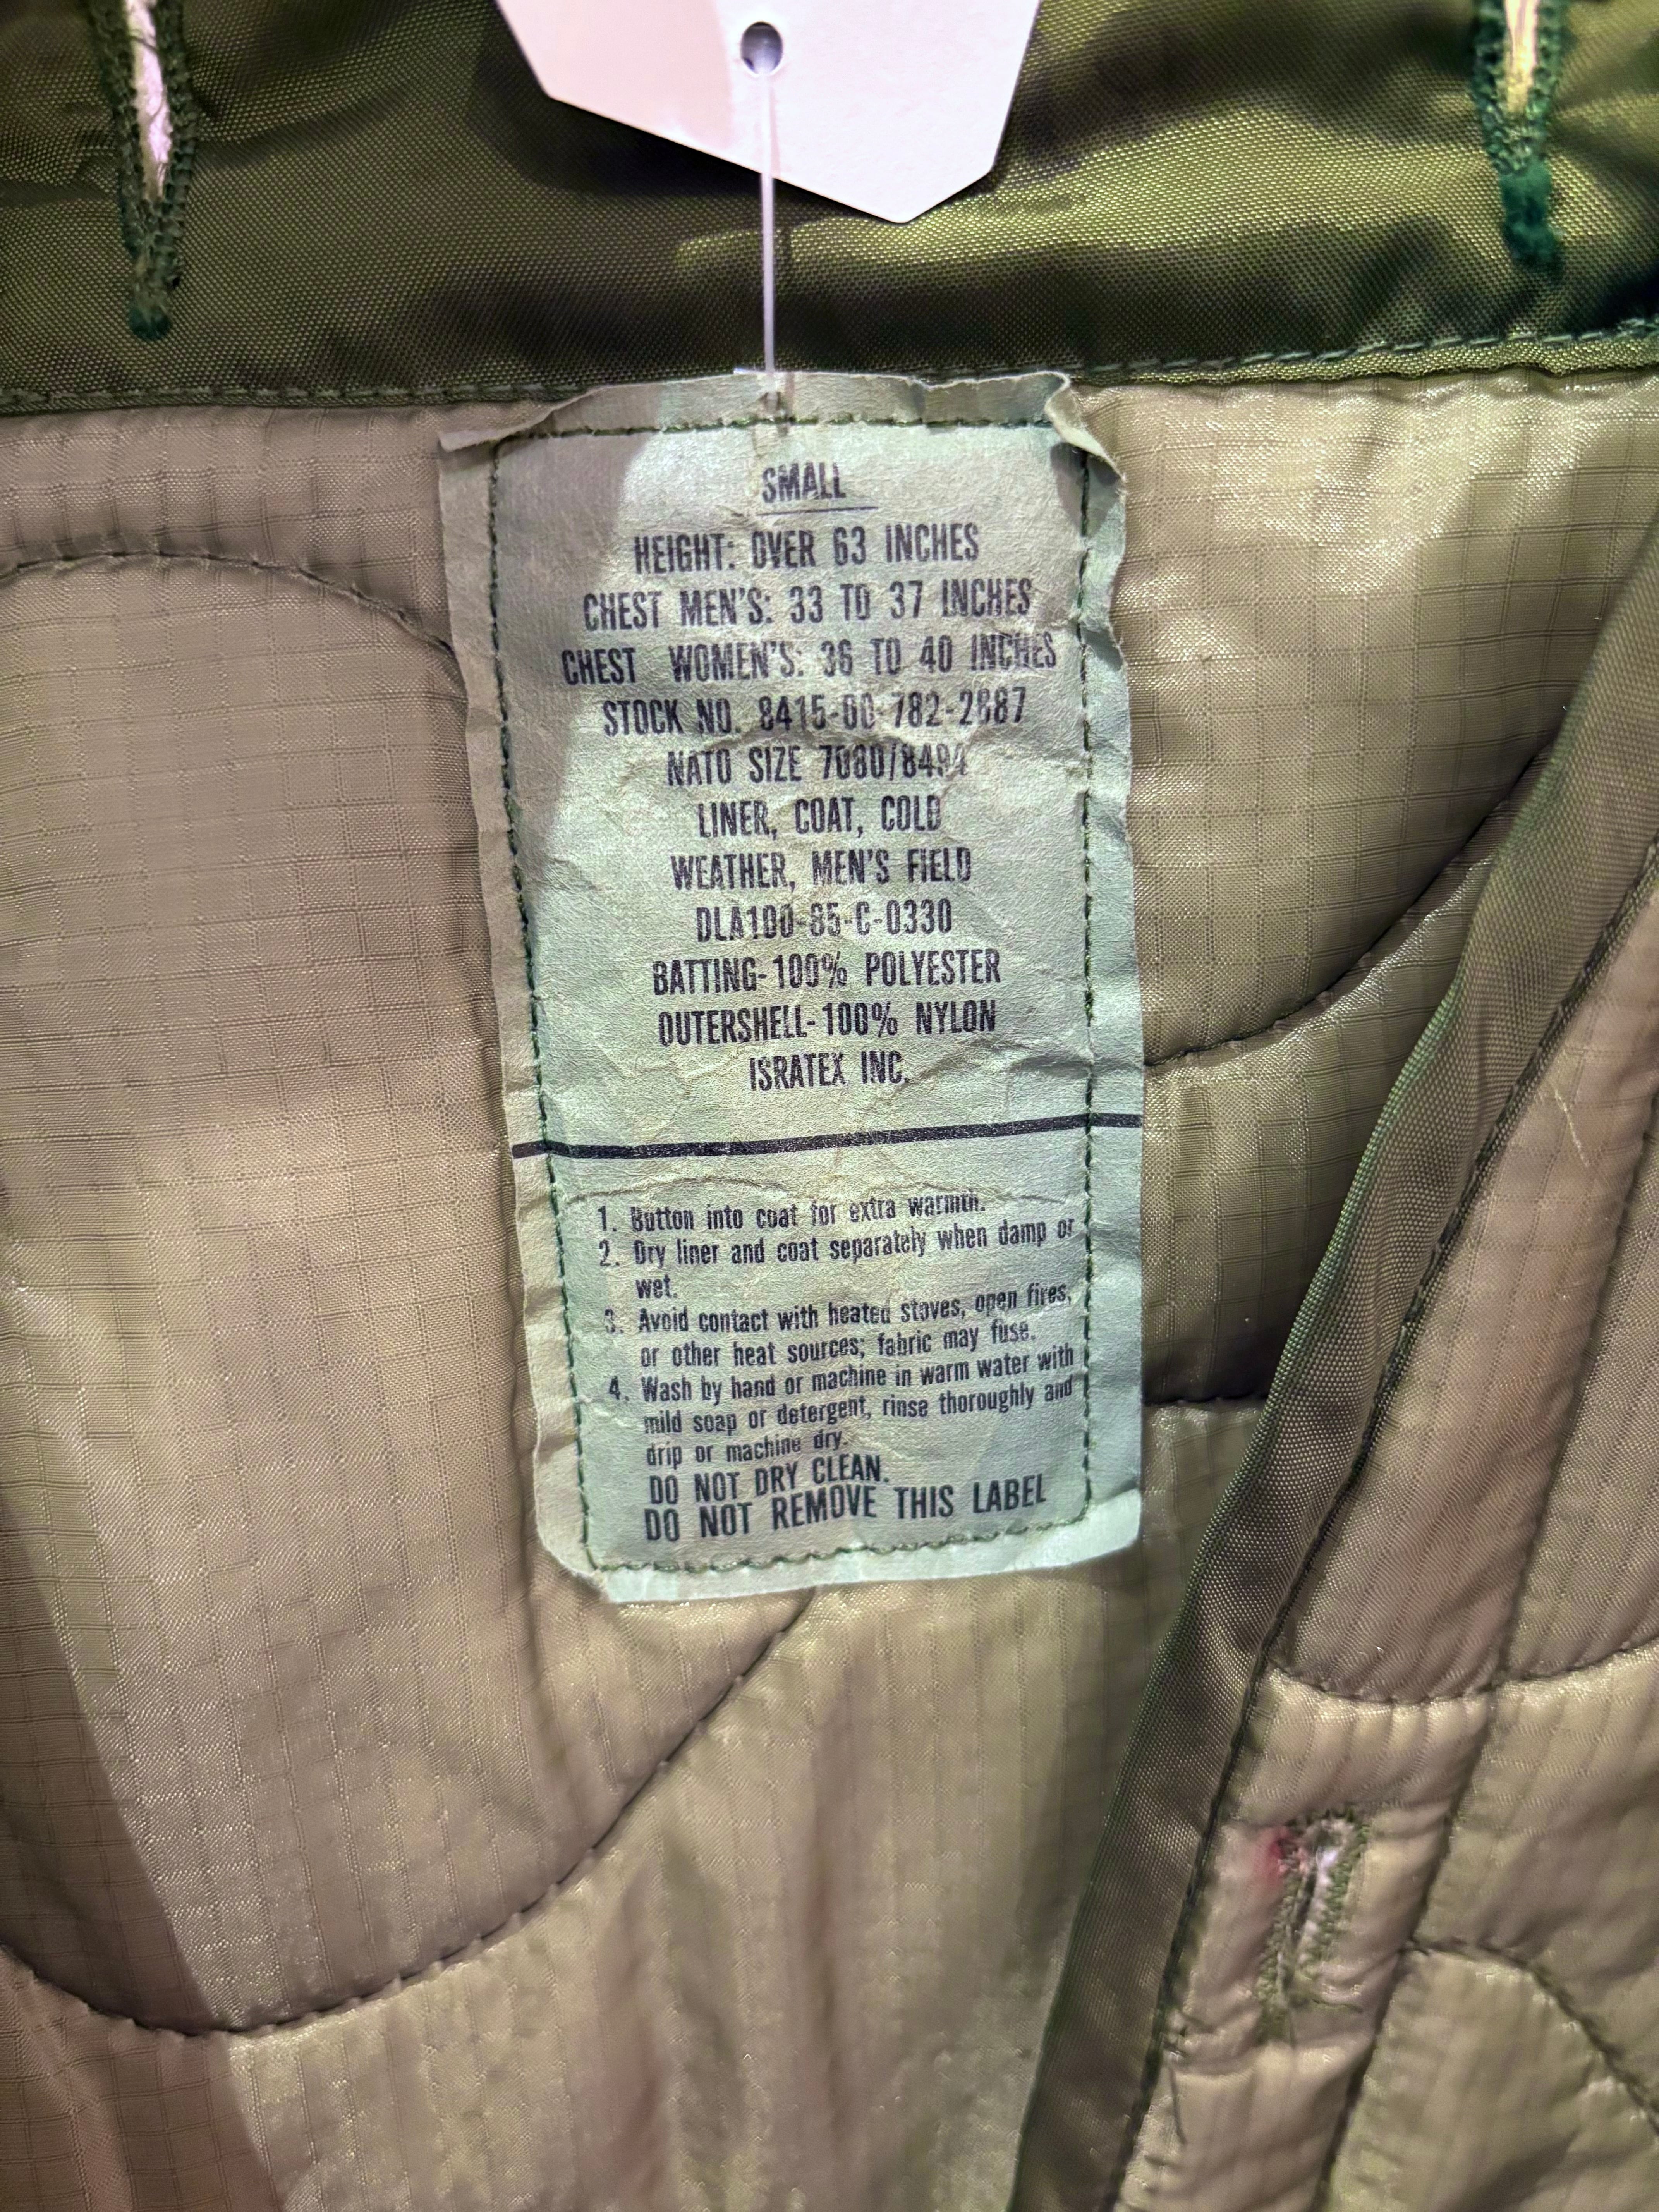 SMALL
HEIGHT: OVER 63 INCHES
CHEST MEN'S: 33 TO 37 INCHES
CHEST WOMEN'S: 36 TO 40 INCHES
STOCK NO. 8415-00-782-2887
NATO SIZE 7080/8494
LINER, COAT, COLD
WEATHER, MEN'S FIELD
DLA100-85-C-0330
BATTING-100% POLYESTER
OUTERSHELL-100% NYLON
ISRATEX INC.
1. Button into coat for extra warmth.
2. Dry liner and coat separately when damp or
wet.
3. Avoid contact with heated stoves, open fires,
or other heat sources; fabric may fuse.
4. Wash by hand or machine in warm water with
mild soap or detergent, rinse thoroughly and
drip or machine dry.
DO NOT DRY CLEAN.
DO NOT REMOVE THIS LABEL